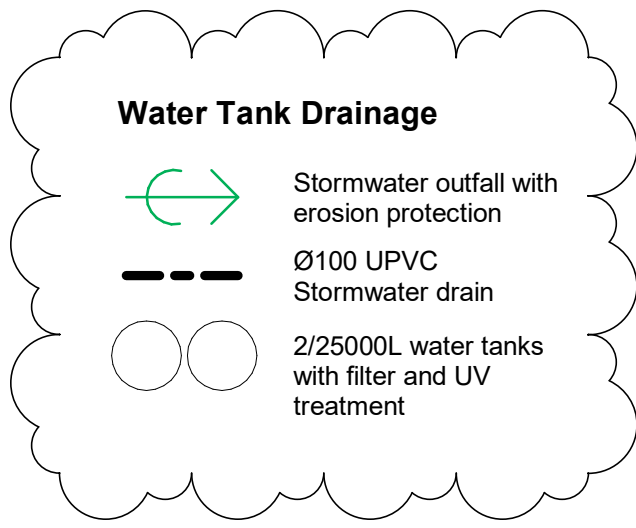 Water Tank Drainage
Stormwater outfall with
erosion protection
Ø100 UPVC
Stormwater drain
2/25000L water tanks
with filter and UV
treatment